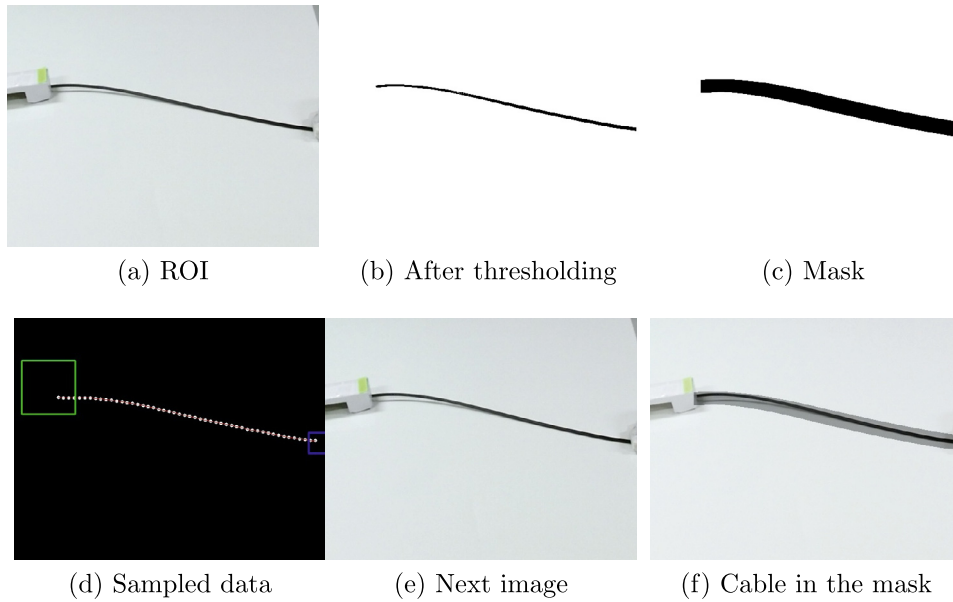 (a) ROI
(b) After thresholding
(c) Mask
(d) Sampled data
(e) Next image
(f) Cable in the mask